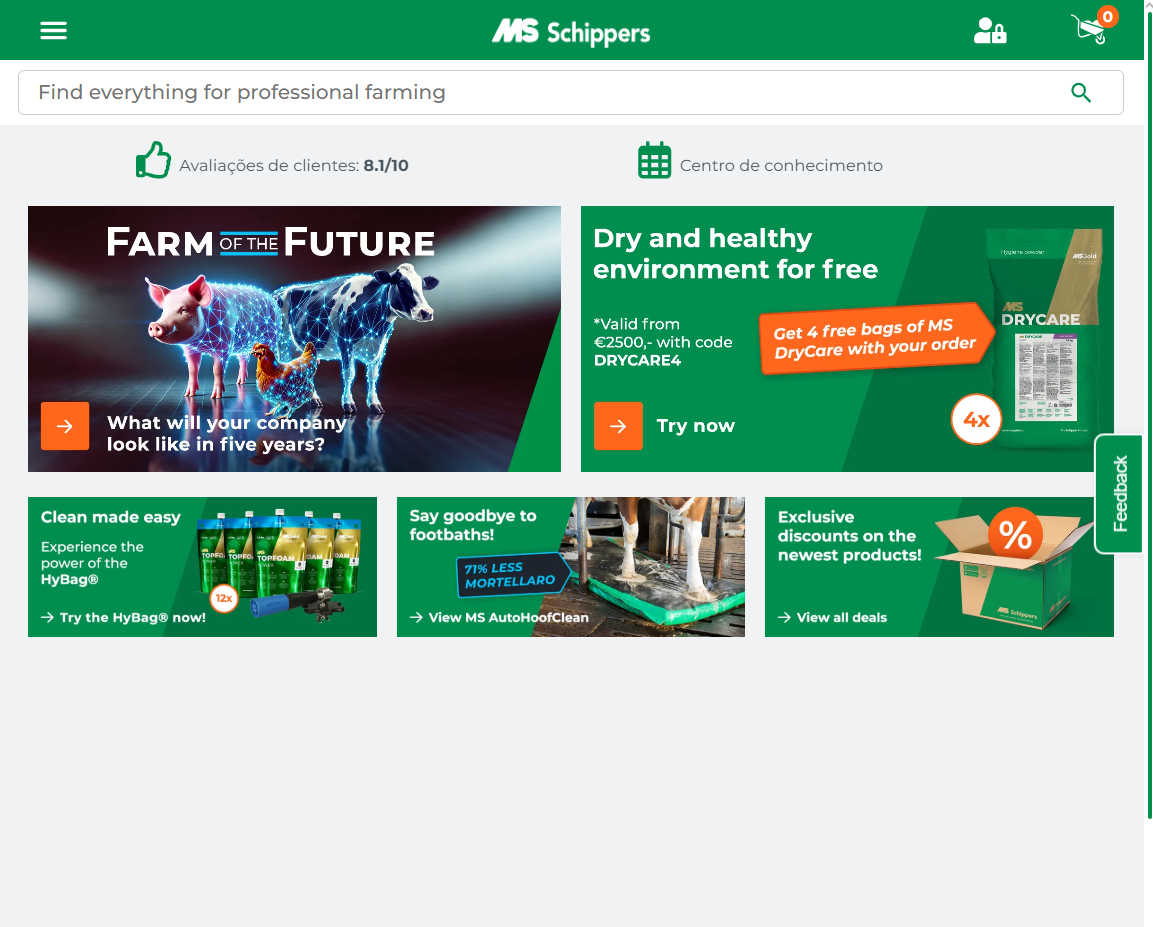 MS Schippers
0
Find everything for professional farming
Avaliações de clientes: 8.1/10
Centro de conhecimento
FARM OF THE FUTURE
What will your company
look like in five years?
Dry and healthy
environment for free
*Valid from
€2500,- with code
DRYCARE4
Get 4 free bags of MS
DryCare with your order
Hygiene powder
MSGold
MS
DRYCARE
4x
Try now
Feedback
Clean made easy
Experience the
power of the
HyBag®
TOPFOAM
12x
Try the HyBag® now!
Say goodbye to
footbaths!
71% LESS
MORTELLARO
View MS AutoHoofClean
Exclusive
discounts on the
newest products!
%
MS Schippers
View all deals